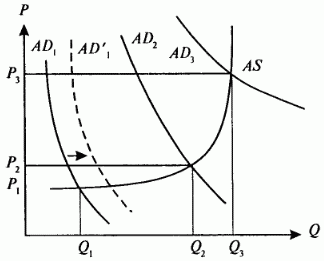 P
AD₁ AD'₁ AD₂ AD₃ AS
P₃
P₂
P₁
Q₁ Q₂ Q₃ Q